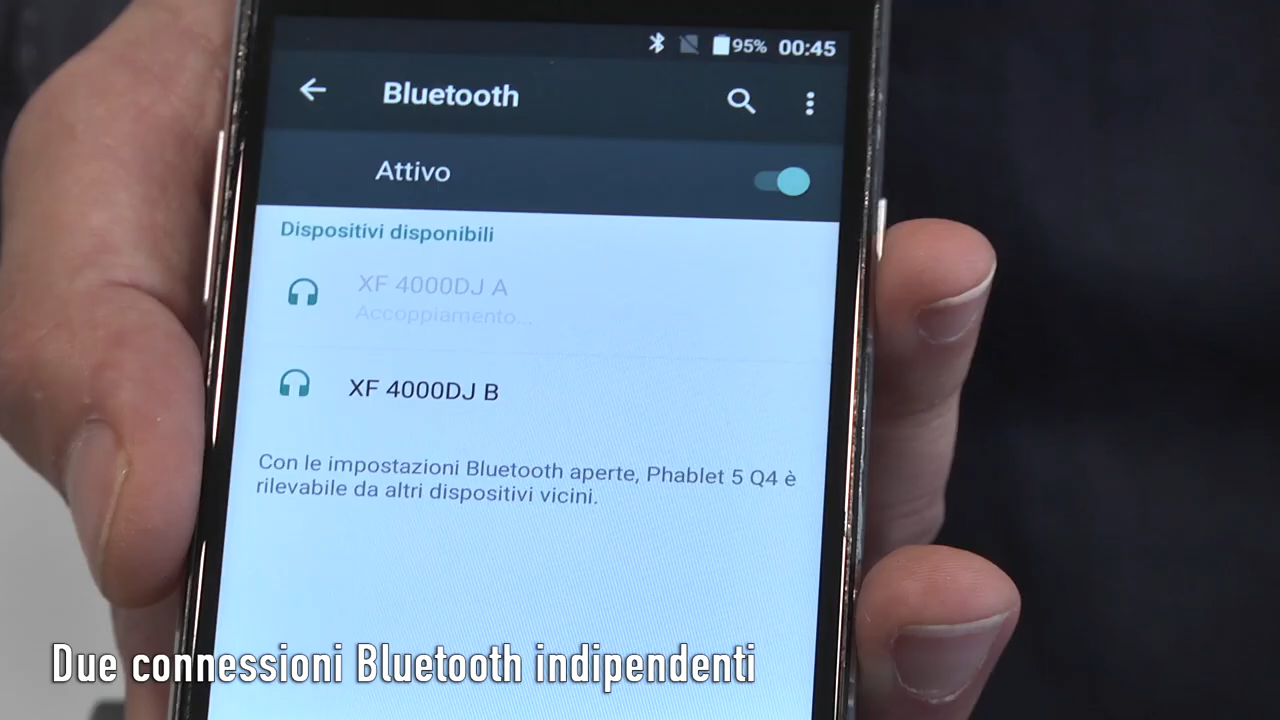 95% 00:45
Bluetooth
Attivo
Dispositivi disponibili
XF 4000DJ A
Accoppiamento...
XF 4000DJ B
Con le impostazioni Bluetooth aperte, Phablet 5 Q4 è
rilevabile da altri dispositivi vicini.
Due connessioni Bluetooth indipendenti